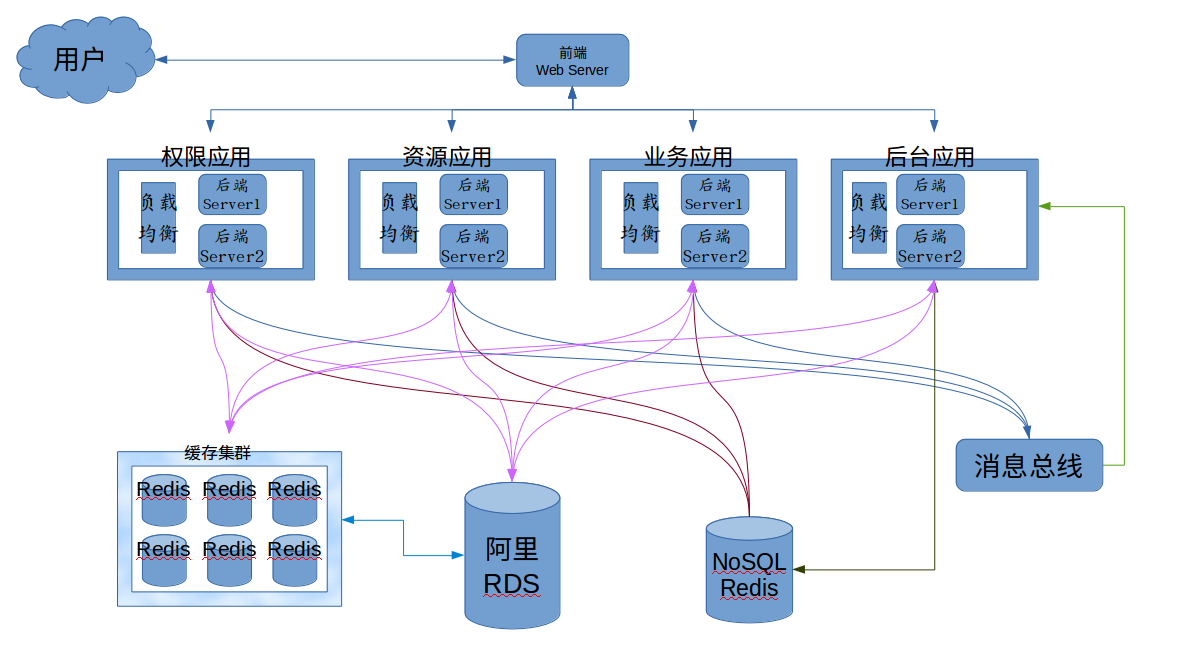 用户
前端
Web Server
权限应用
负载
均衡
后端
Server1
后端
Server2
资源应用
负载
均衡
后端
Server1
后端
Server2
业务应用
负载
均衡
后端
Server1
后端
Server2
后台应用
负载
均衡
后端
Server1
后端
Server2
缓存集群
Redis Redis Redis
Redis Redis Redis
阿里
RDS
NoSQL
Redis
消息总线